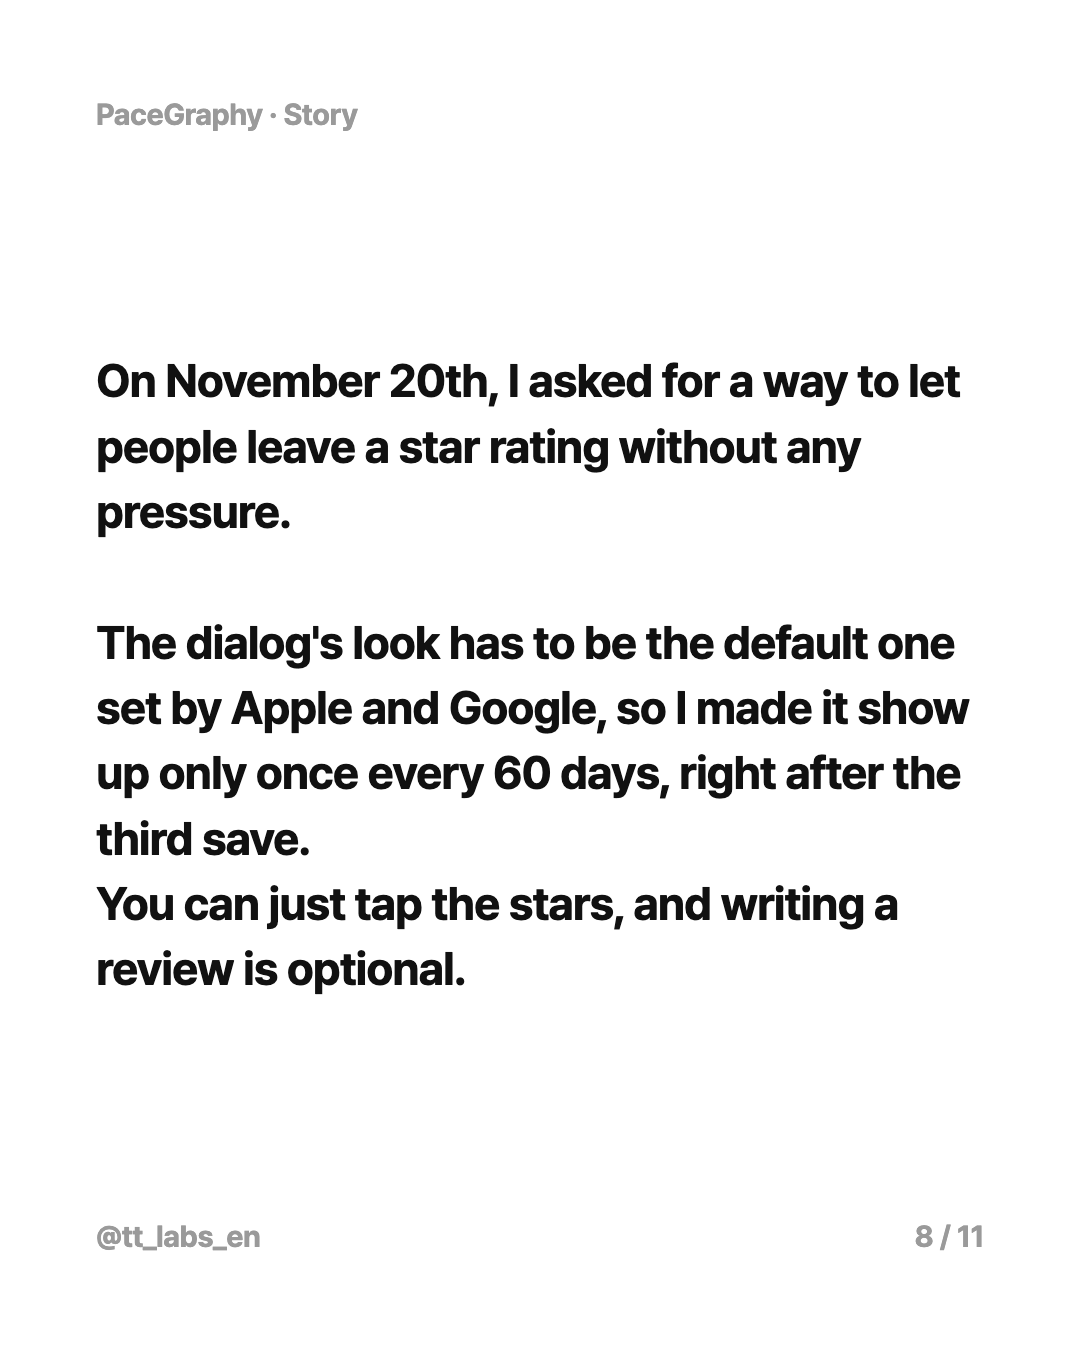 PaceGraphy · Story
On November 20th, I asked for a way to let
people leave a star rating without any
pressure.
The dialog's look has to be the default one
set by Apple and Google, so I made it show
up only once every 60 days, right after the
third save.
You can just tap the stars, and writing a
review is optional.
@tt_labs_en
8 / 11